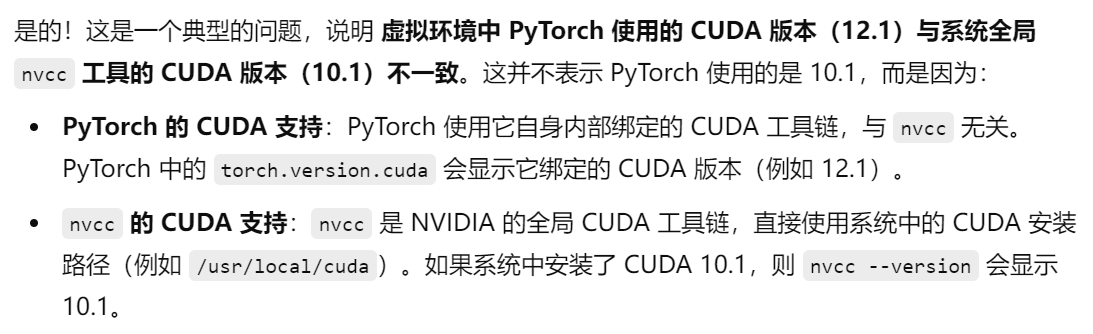 是的！这是一个典型的问题，说明 虚拟环境中 PyTorch 使用的 CUDA 版本（12.1）与系统全局
nvcc 工具的 CUDA 版本（10.1）不一致。这并不表示 PyTorch 使用的是 10.1，而是因为：
• PyTorch 的 CUDA 支持：PyTorch 使用它自身内部绑定的 CUDA 工具链，与 nvcc 无关。
PyTorch 中的 torch.version.cuda 会显示它绑定的 CUDA 版本（例如 12.1）。
• nvcc 的 CUDA 支持：nvcc 是 NVIDIA 的全局 CUDA 工具链，直接使用系统中的 CUDA 安装
路径（例如 /usr/local/cuda）。如果系统中安装了 CUDA 10.1，则 nvcc --version 会显示
10.1。